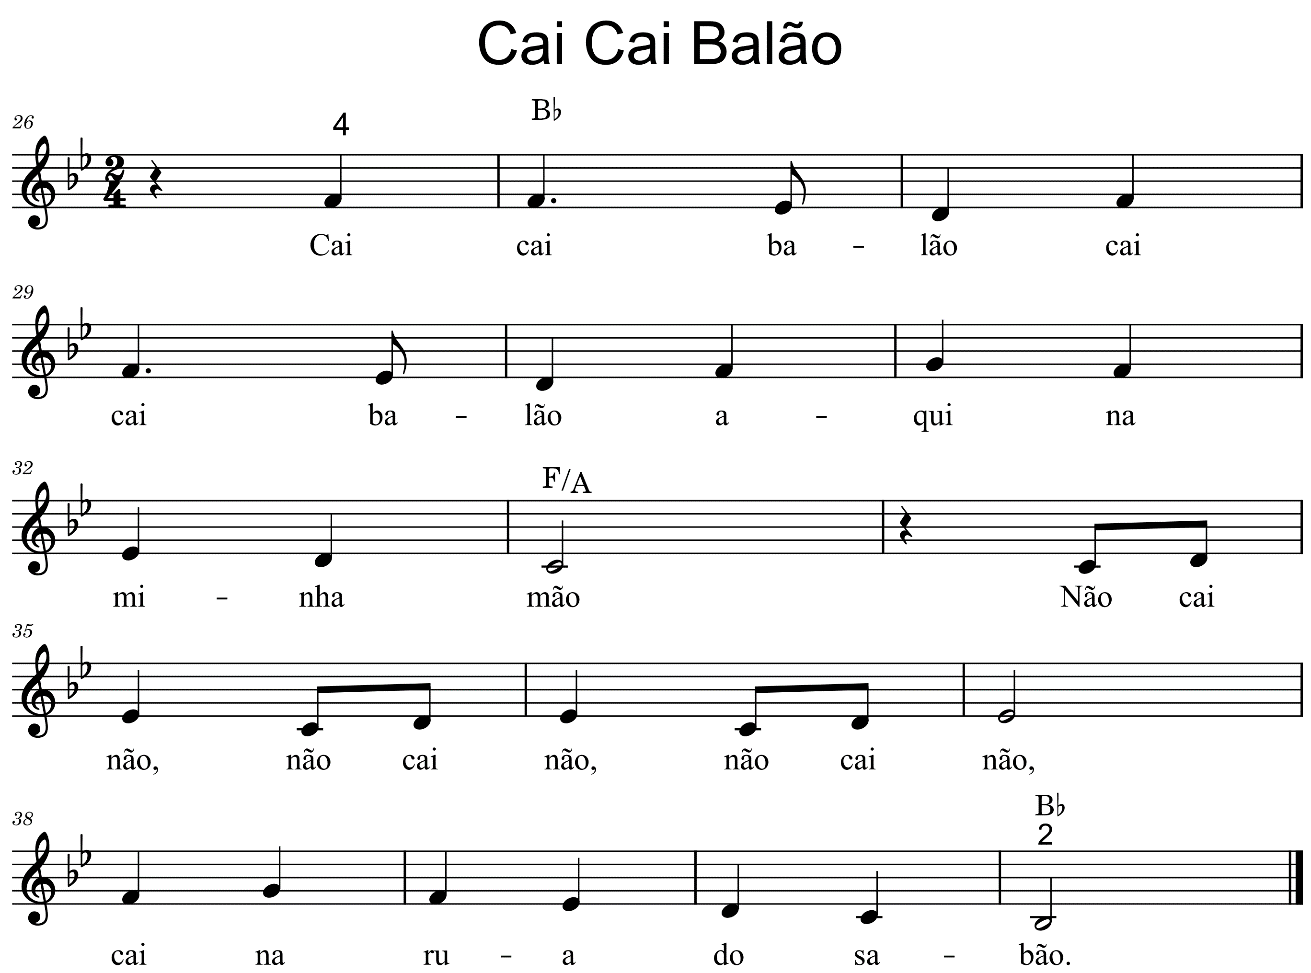 Cai Cai Balão
4 B♭
26
2
4
Cai cai ba - lão cai
29
cai ba - lão a - qui na
F/A
32
mi - nha mão Não cai
35
não, não cai não, não cai não,
B♭
38 2
cai na ru - a do sa - bão.